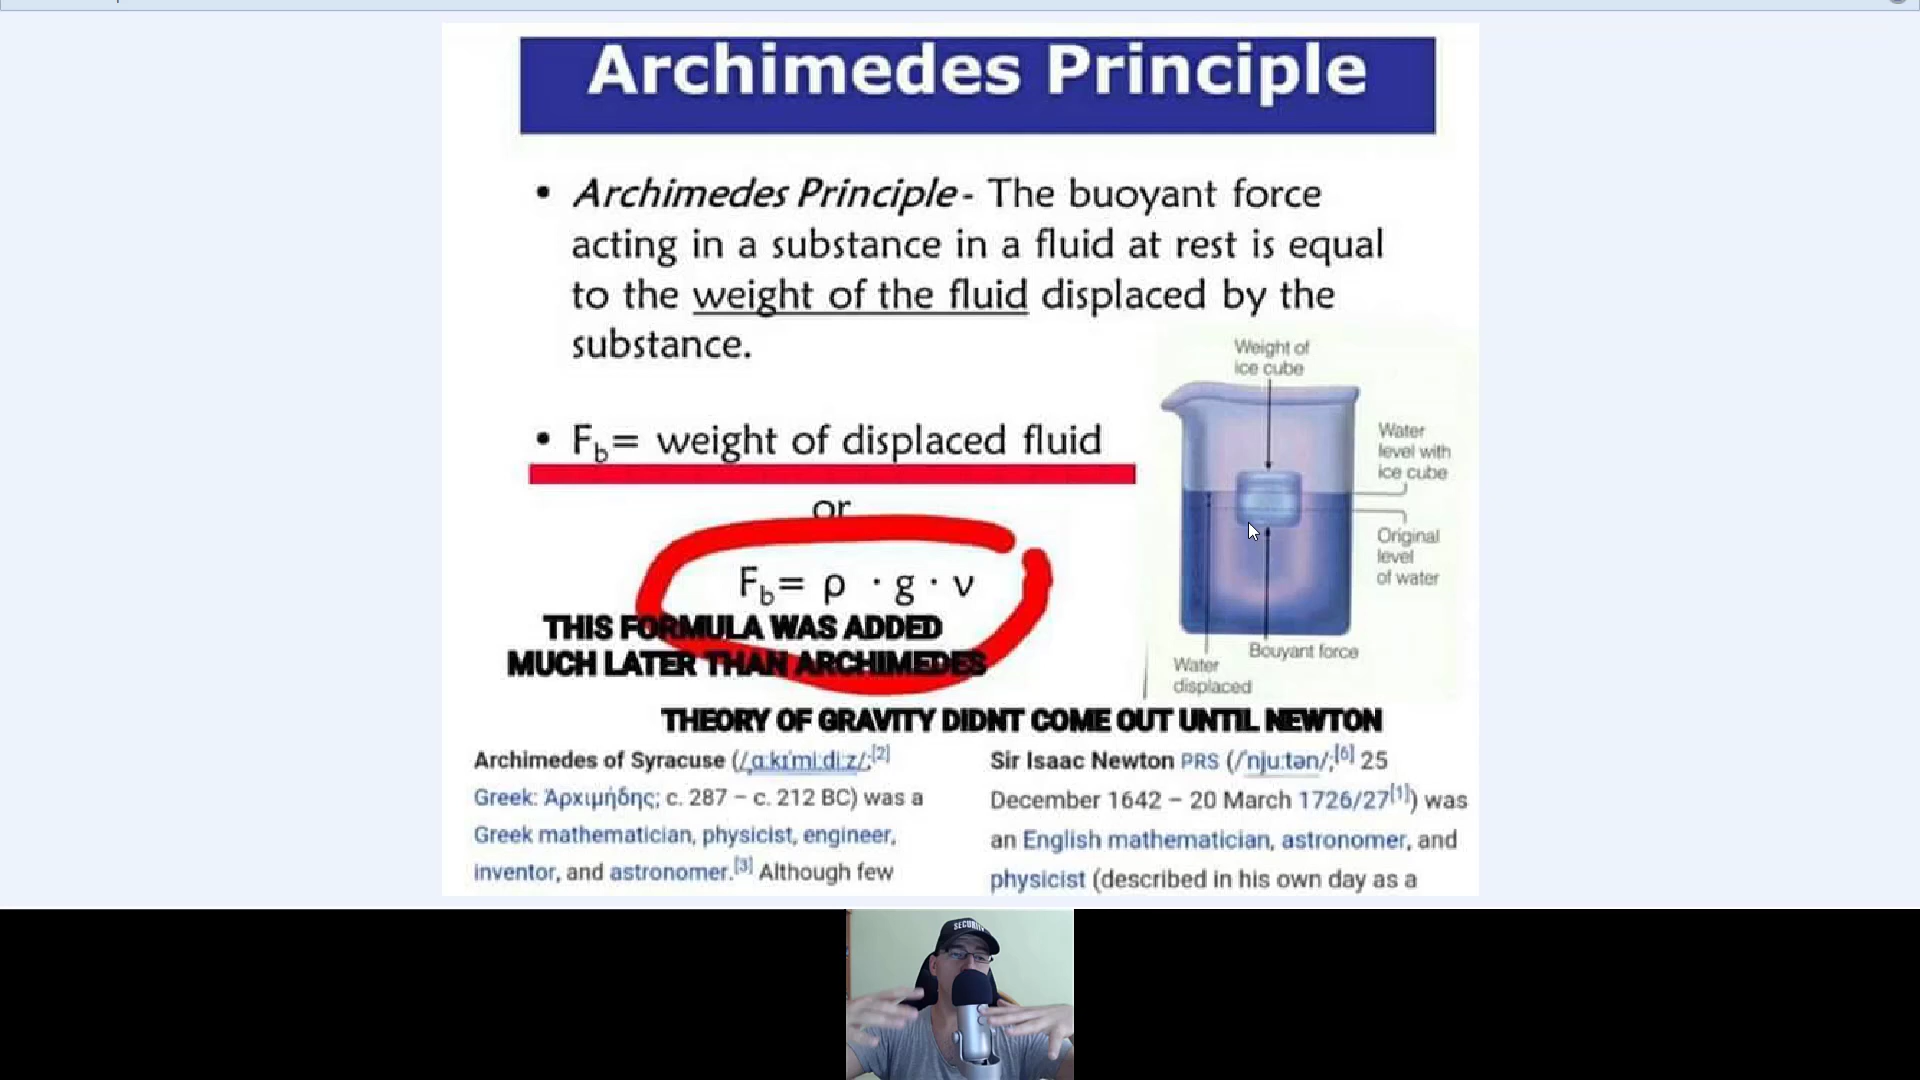 Archimedes Principle
• Archimedes Principle- The buoyant force
acting in a substance in a fluid at rest is equal
to the weight of the fluid displaced by the
substance.
• Fb= weight of displaced fluid
or
Fb= ρ · g · v
THIS FORMULA WAS ADDED
MUCH LATER THAN ARCHIMEDES
Weight of
ice cube
Water
level with
ice cube
Original
level
of water
Bouyant force
Water
displaced
THEORY OF GRAVITY DIDNT COME OUT UNTIL NEWTON
Archimedes of Syracuse (/ˌɑːkɪˈmiːdiːz/;[2]
Greek: Ἀρχιμήδης; c. 287 – c. 212 BC) was a
Greek mathematician, physicist, engineer,
inventor, and astronomer.[3] Although few
Sir Isaac Newton PRS (/ˈnjuːtən/;[6] 25
December 1642 – 20 March 1726/27[1]) was
an English mathematician, astronomer, and
physicist (described in his own day as a
SECURITY